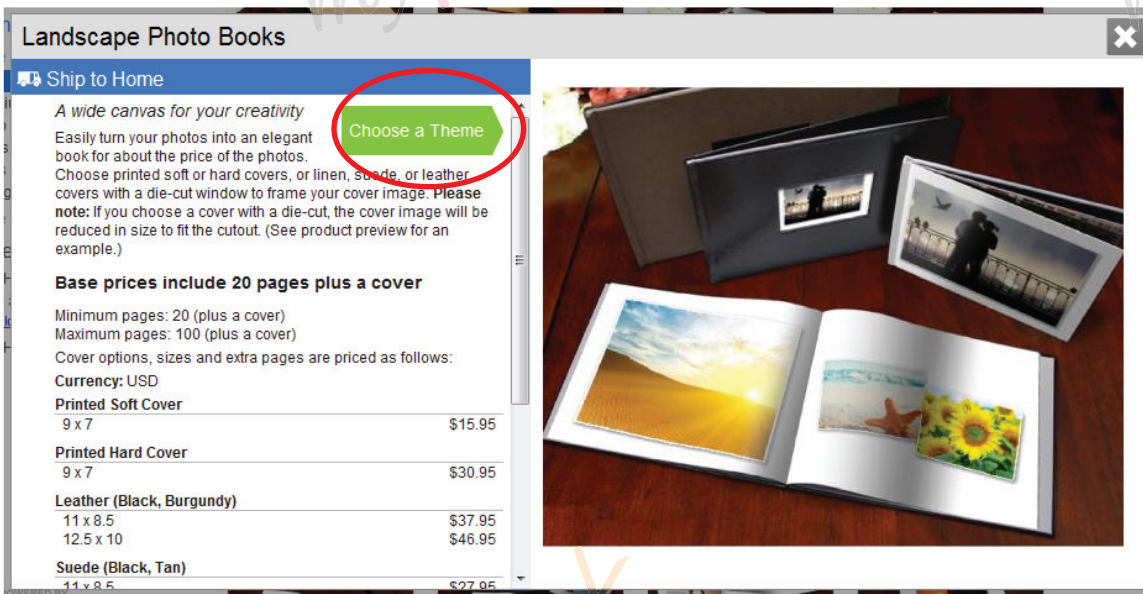 Landscape Photo Books
Ship to Home
A wide canvas for your creativity
Choose a Theme
Easily turn your photos into an elegant
book for about the price of the photos.
Choose printed soft or hard covers, or linen, suede, or leather
covers with a die-cut window to frame your cover image. Please
note: If you choose a cover with a die-cut, the cover image will be
reduced in size to fit the cutout. (See product preview for an
example.)
Base prices include 20 pages plus a cover
Minimum pages: 20 (plus a cover)
Maximum pages: 100 (plus a cover)
Cover options, sizes and extra pages are priced as follows:
Currency: USD
Printed Soft Cover
9 x 7 $15.95
Printed Hard Cover
9 x 7 $30.95
Leather (Black, Burgundy)
11 x 8.5 $37.95
12.5 x 10 $46.95
Suede (Black, Tan)
11 x 8.5 $27.95